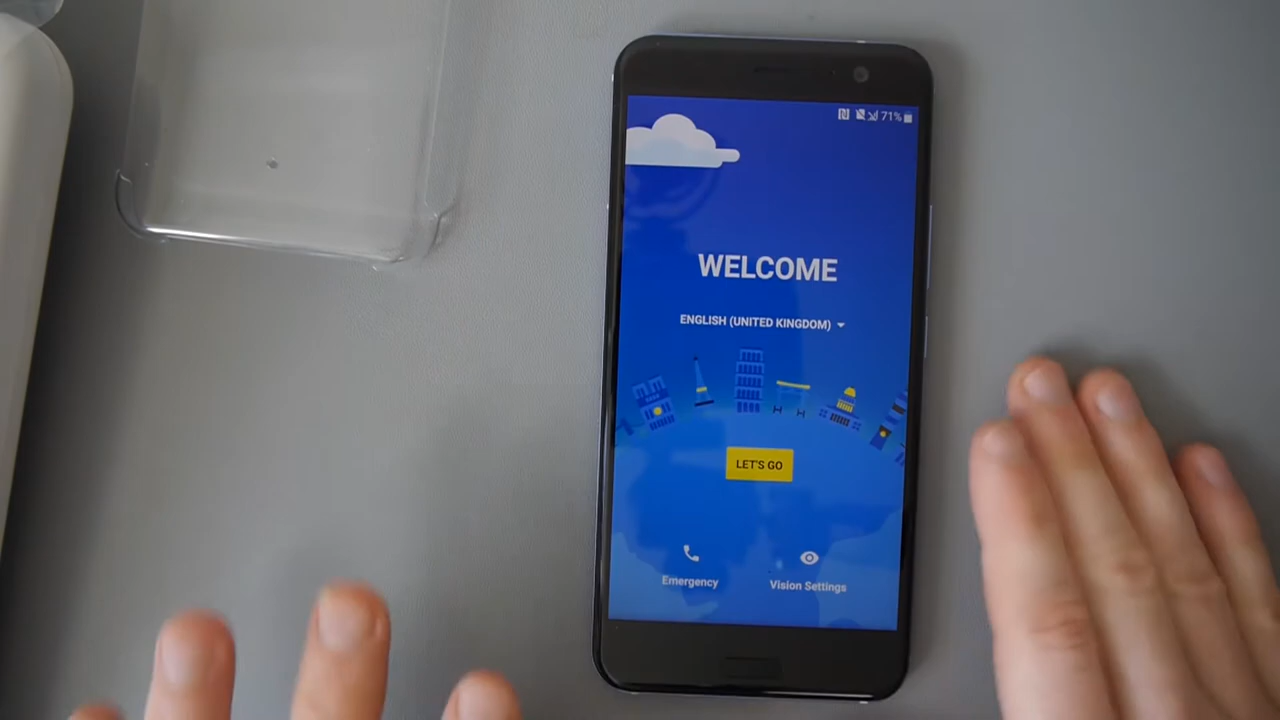 71%
WELCOME
ENGLISH (UNITED KINGDOM)
LET'S GO
Emergency
Vision Settings